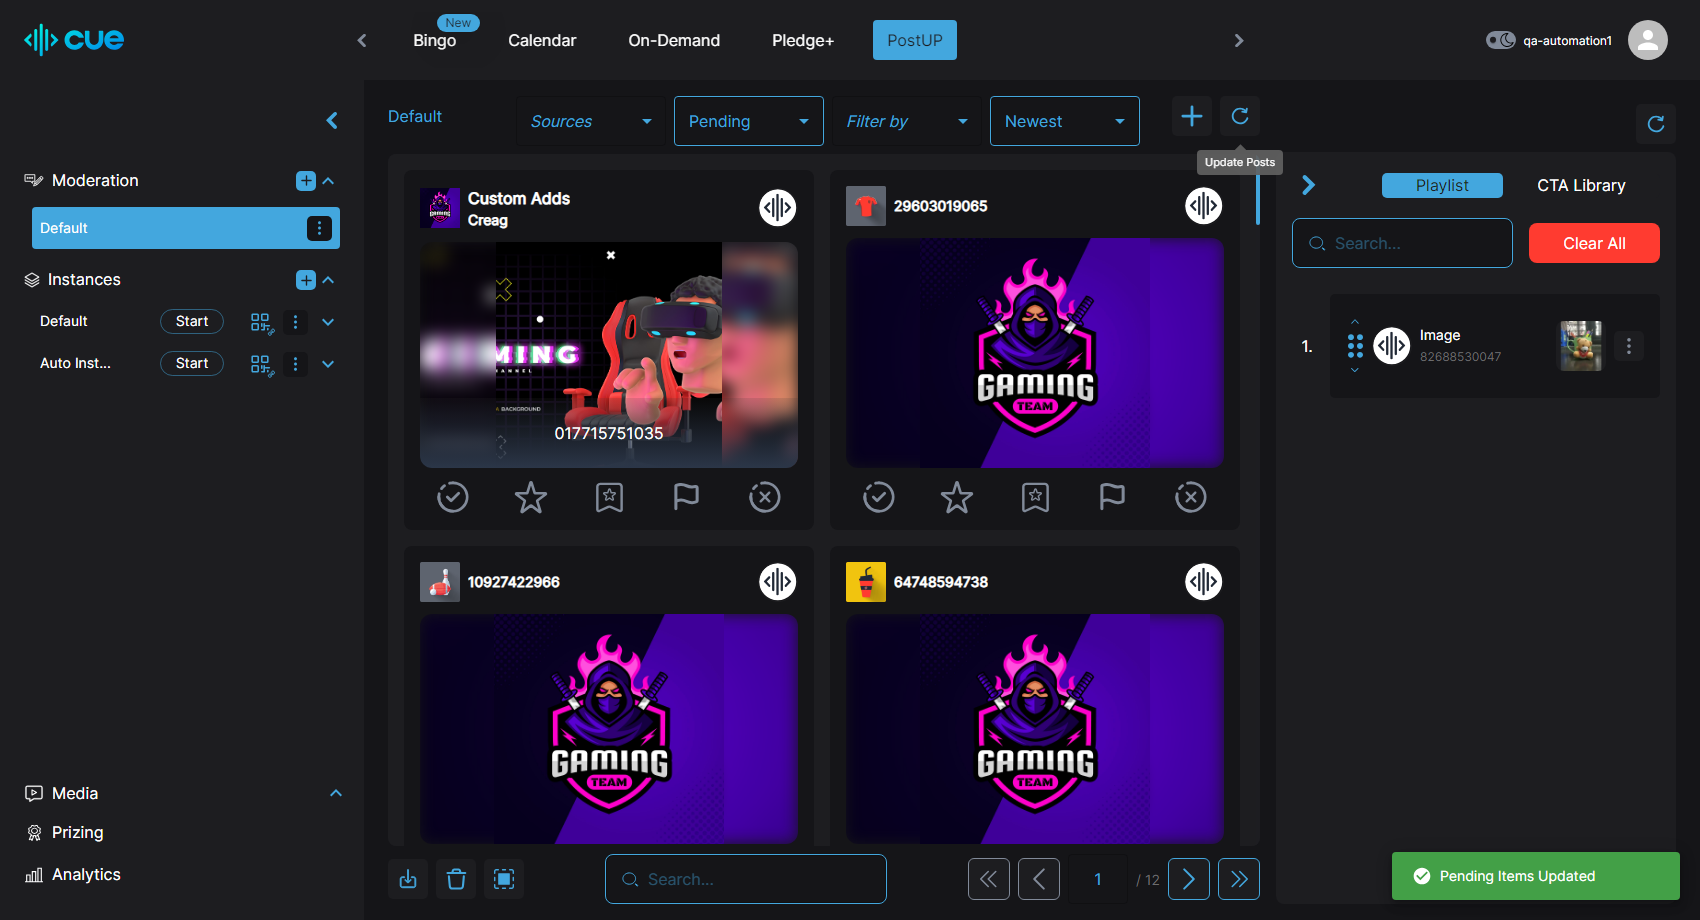 cue
New
Bingo
Calendar
On-Demand
Pledge+
PostUP
qa-automation1
Default
Sources
Pending
Filter by
Newest
Update Posts
Moderation
Default
Instances
Default
Start
Auto Inst...
Start
Media
Prizing
Analytics
Custom Adds
Creag
MING
ANNEL
BACKGROUND
017715751035
29603019065
GAMING
TEAM
10927422966
GAMING
TEAM
64748594738
GAMING
TEAM
Search...
1
/ 12
Playlist
CTA Library
Search...
Clear All
1.
Image
82688530047
Pending Items Updated